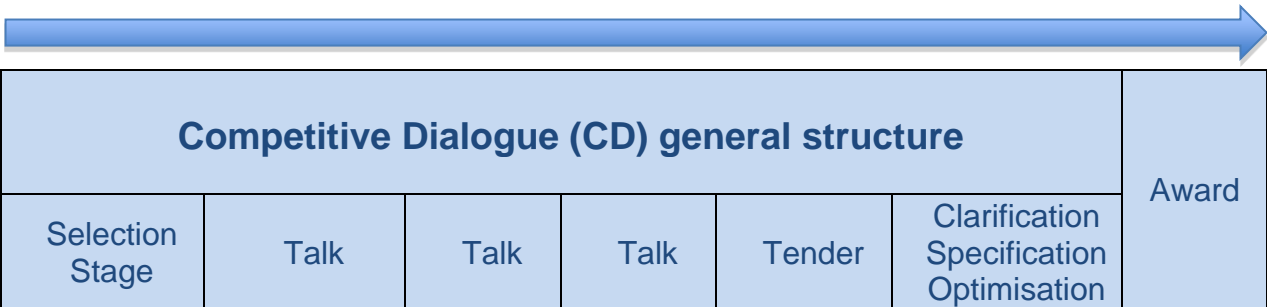 Competitive Dialogue (CD) general structure
Award
Selection
Stage
Talk
Talk
Talk
Tender
Clarification
Specification
Optimisation